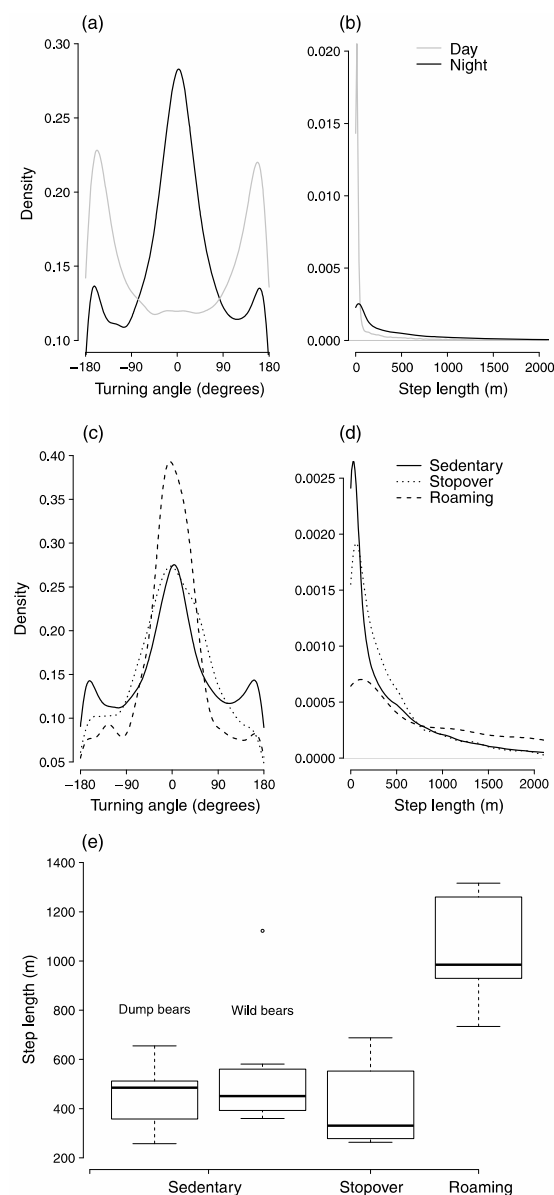 (a)
(b)
0.30
0.25
0.20
0.15
0.10
Density
−180
−90
0
90
180
Turning angle (degrees)
0.020
0.015
0.010
0.005
0.000
Day
Night
0
500
1000
2000
Step length (m)
(c)
(d)
0.40
0.35
0.30
0.25
0.20
0.15
0.10
0.05
Density
−180
−90
0
90
180
Turning angle (degrees)
0.0025
0.0020
0.0015
0.0010
0.0005
0.0000
Sedentary
Stopover
Roaming
0
500
1000
2000
Step length (m)
(e)
1400
1200
1000
800
600
400
200
Step length (m)
Dump bears
Wild bears
Sedentary
Stopover
Roaming